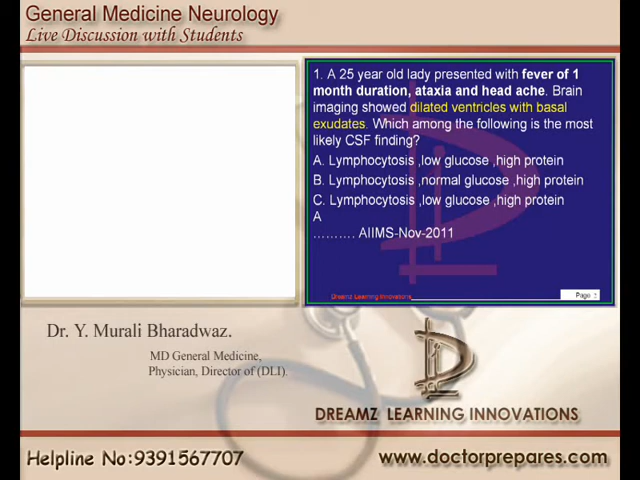 General Medicine Neurology
Live Discussion with Students
1. A 25 year old lady presented with fever of 1
month duration, ataxia and head ache. Brain
imaging showed dilated ventricles with basal
exudates. Which among the following is the most
likely CSF finding?
A. Lymphocytosis ,low glucose ,high protein
B. Lymphocytosis ,normal glucose ,high protein
C. Lymphocytosis ,low glucose ,high protein
A
………. AIIMS-Nov-2011
Dreamz Learning Innovations
Page
Dr. Y. Murali Bharadwaz.
MD General Medicine,
Physician, Director of (DLI).
DREAMZ LEARNING INNOVATIONS
Helpline No:9391567707
www.doctorprepares.com